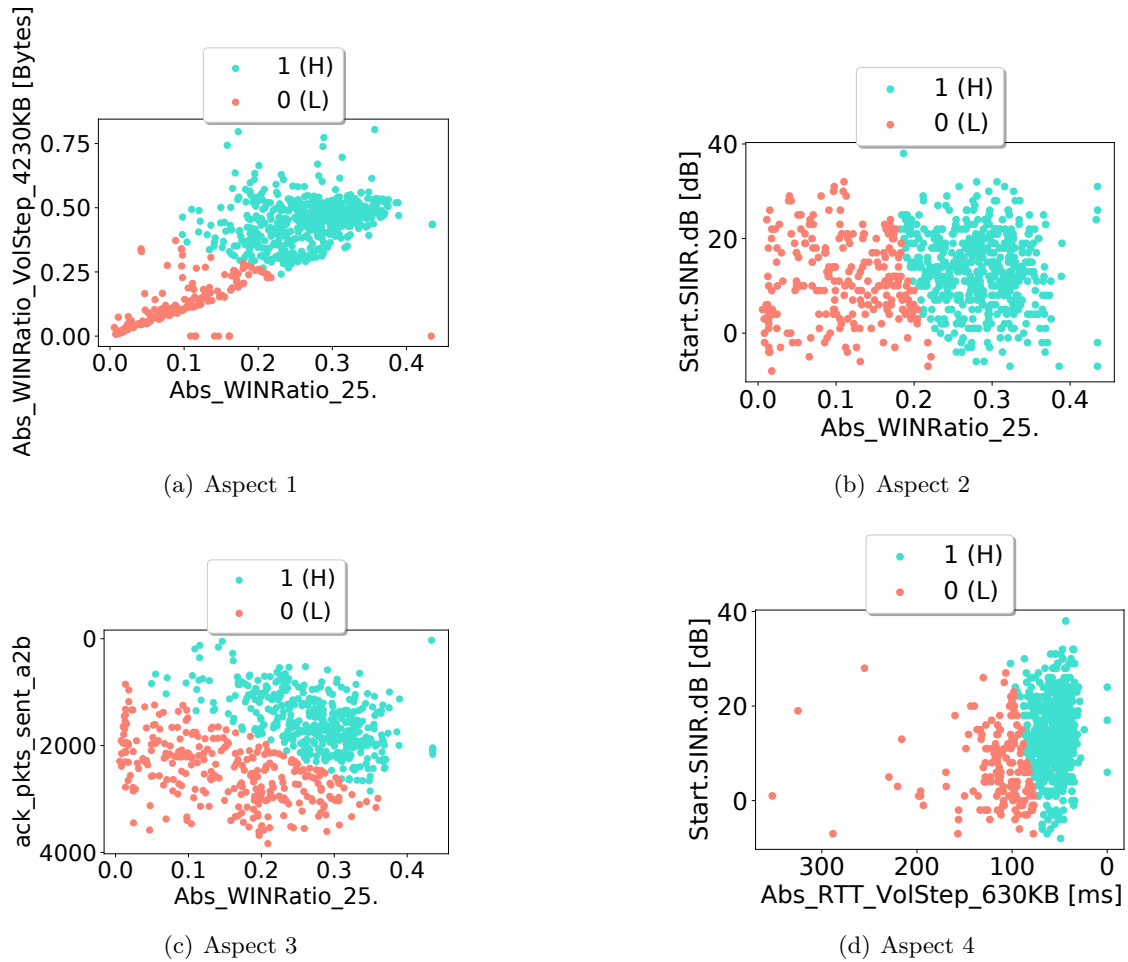 Abs_WINRatio_VolStep_4230KB [Bytes]
1 (H)
0 (L)
0.75
0.50
0.25
0.00
0.0 0.1 0.2 0.3 0.4
Abs_WINRatio_25.
(a) Aspect 1
Start.SINR.dB [dB]
1 (H)
0 (L)
40
20
0
0.0 0.1 0.2 0.3 0.4
Abs_WINRatio_25.
(b) Aspect 2
ack_pkts_sent_a2b
1 (H)
0 (L)
0
2000
4000
0.0 0.1 0.2 0.3 0.4
Abs_WINRatio_25.
(c) Aspect 3
Start.SINR.dB [dB]
1 (H)
0 (L)
40
20
0
300 200 100 0
Abs_RTT_VolStep_630KB [ms]
(d) Aspect 4